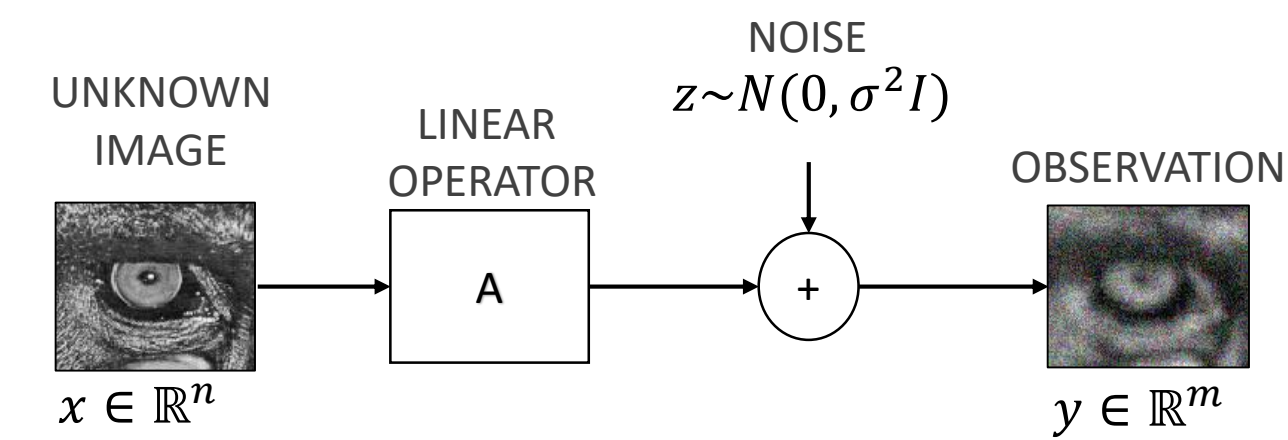 UNKNOWN
IMAGE
x ∈ ℝⁿ
LINEAR
OPERATOR
A
NOISE
z~N(0, σ²I)
+
OBSERVATION
y ∈ ℝᵐ